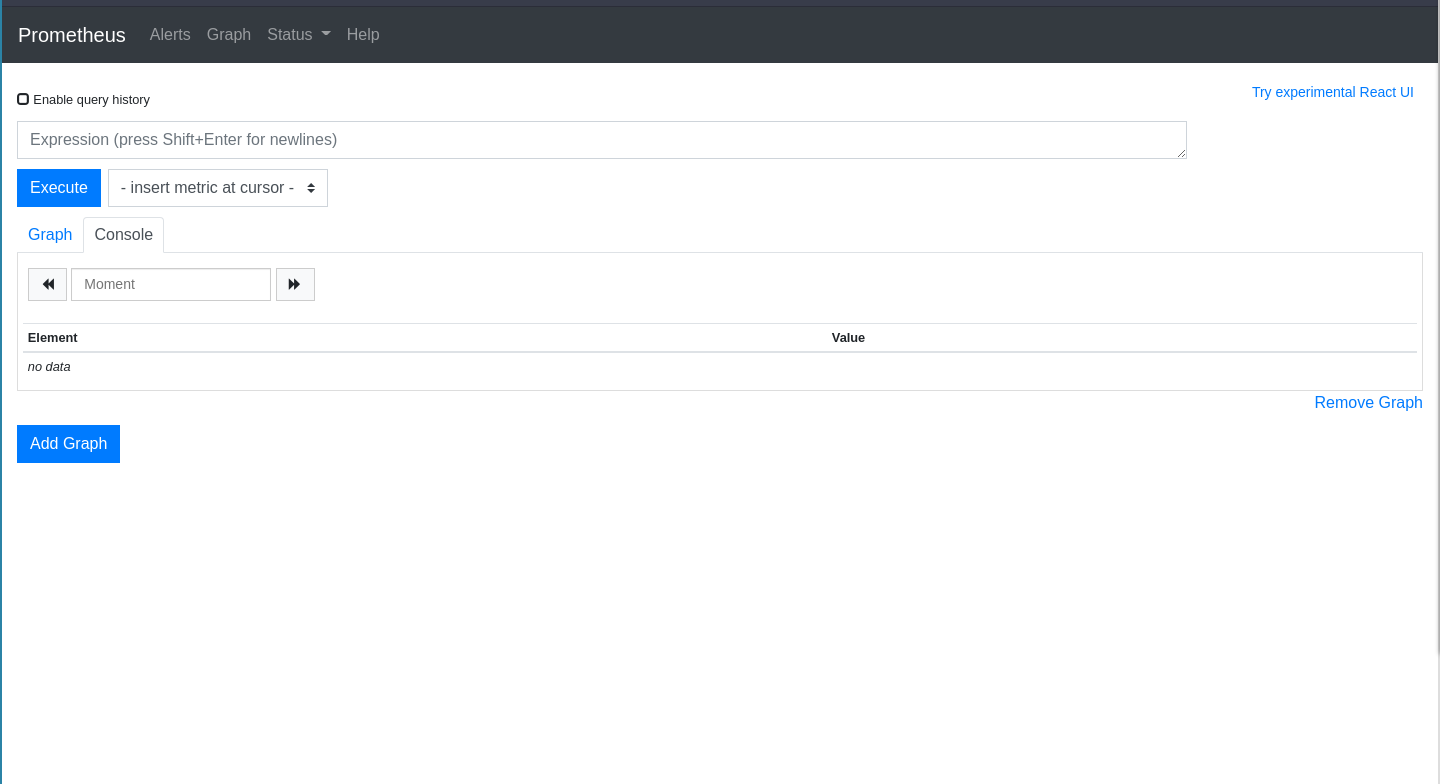 Prometheus Alerts Graph Status Help
Enable query history
Try experimental React UI
Expression (press Shift+Enter for newlines)
Execute - insert metric at cursor -
Graph Console
Moment
Element Value
no data
Remove Graph
Add Graph